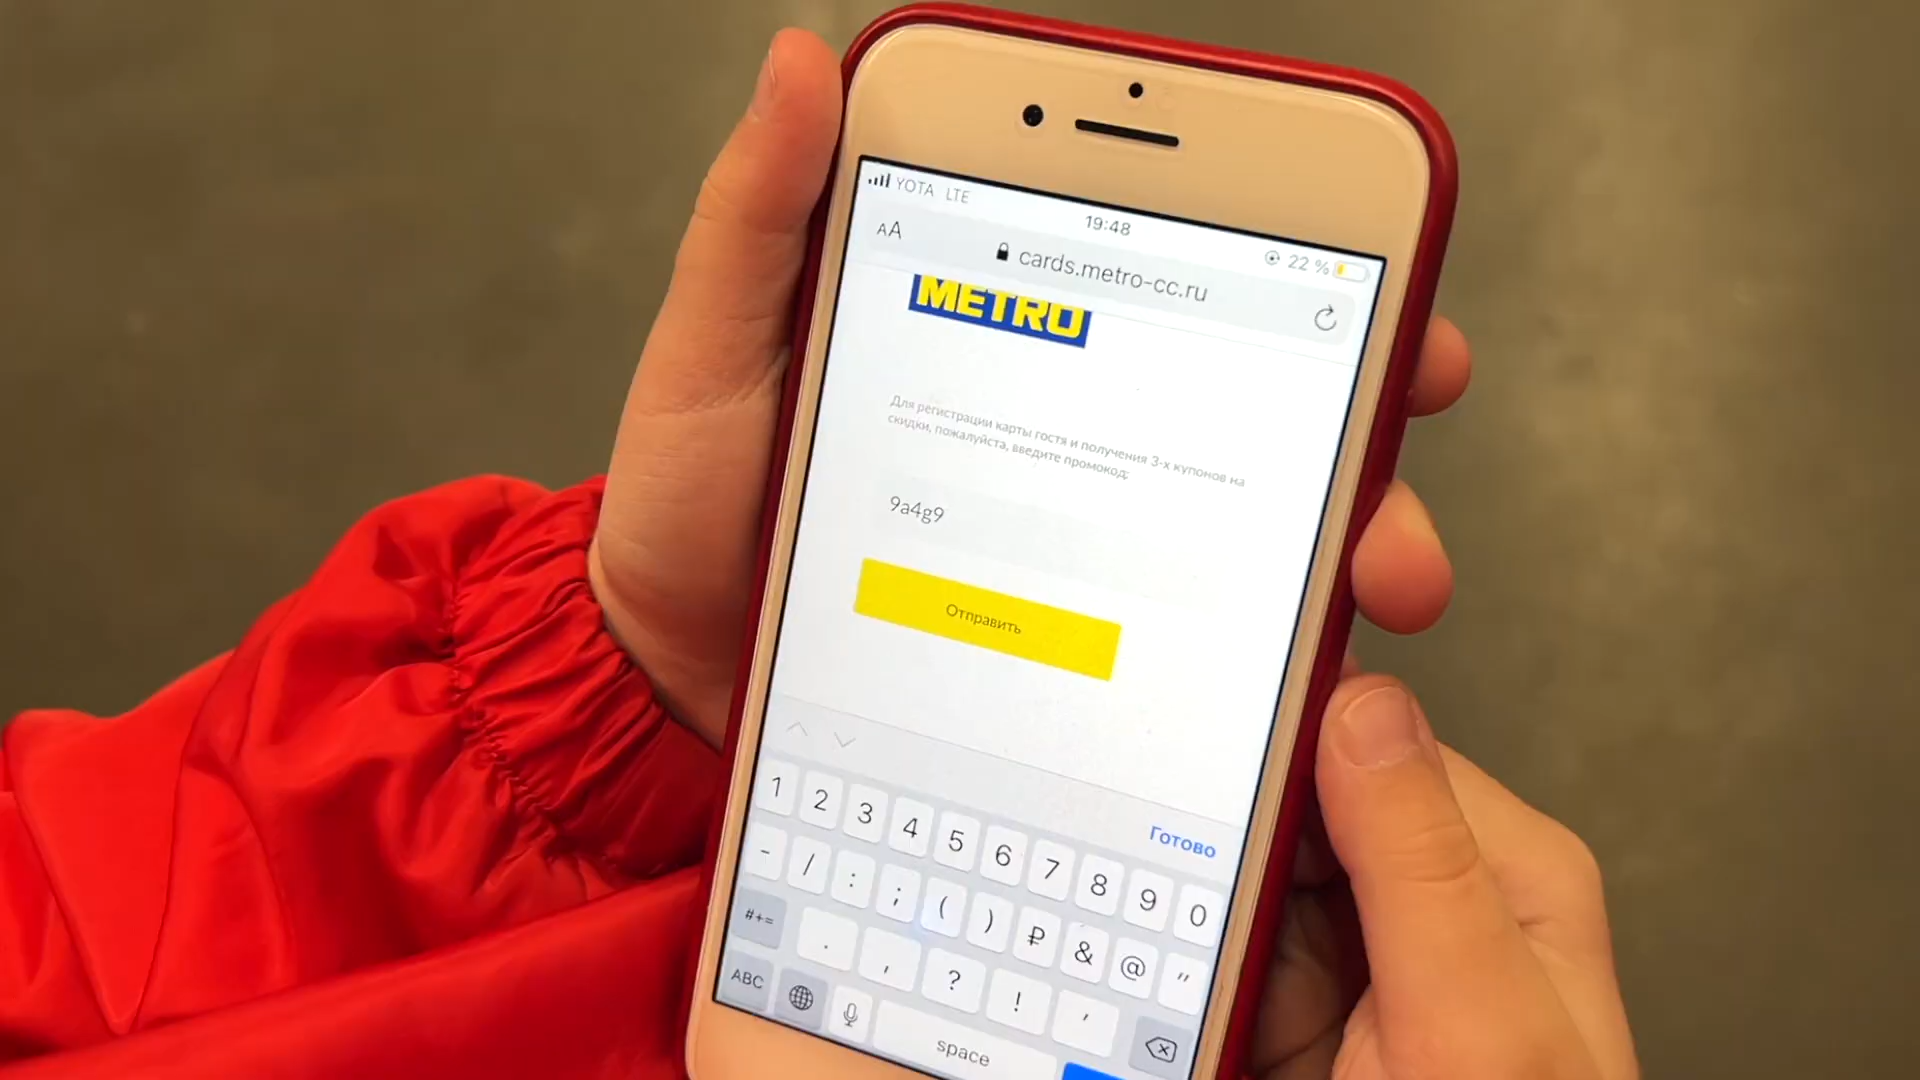 YOTA LTE
19:48
22 %
AA
cards.metro-cc.ru
METRO
Для регистрации карты гостя и получения 3-х купонов на
скидки, пожалуйста, введите промокод:
9a4g9
Отправить
Готово
1 2 3 4 5 6 7 8 9 0
- / : ; ( ) ₽ & @ "
#+= . , ? ! '
ABC space